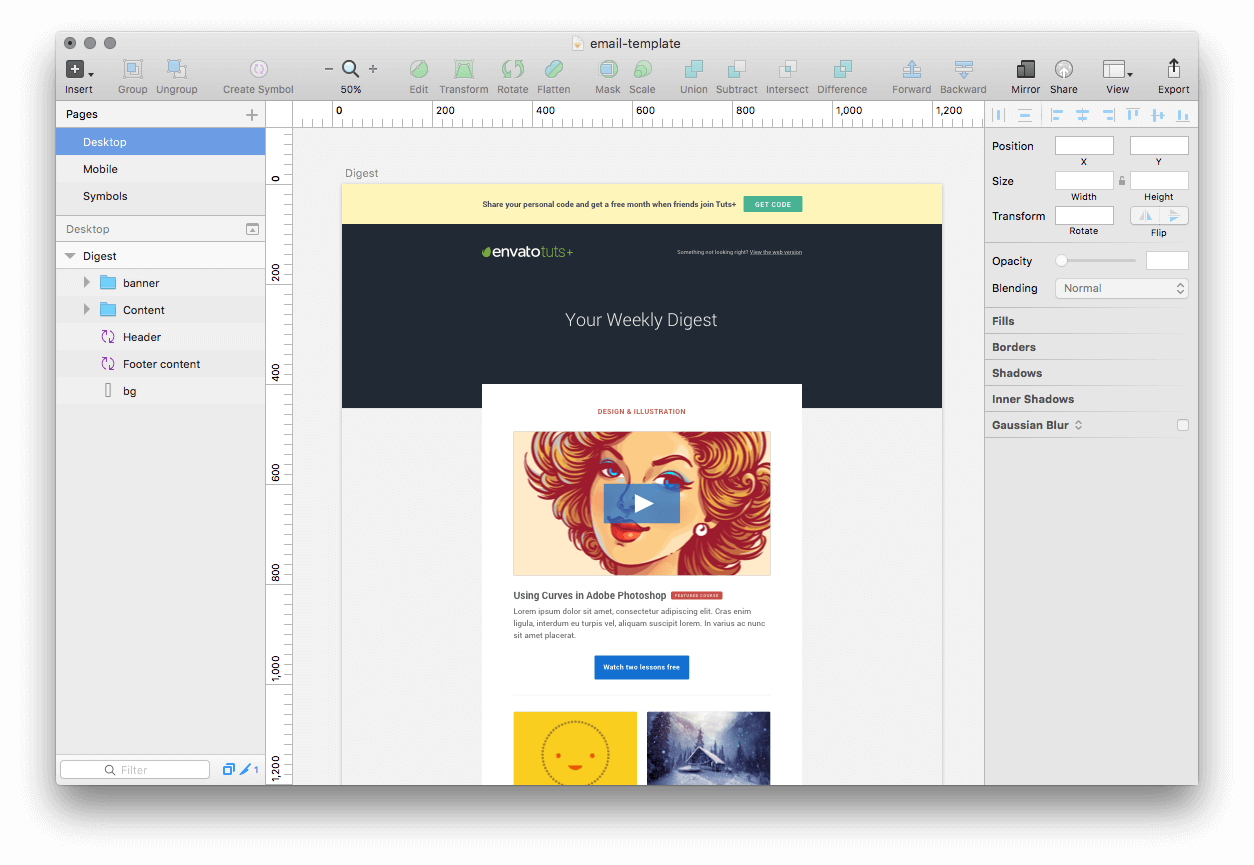 email-template
Insert Group Ungroup Create Symbol 50% Edit Transform Rotate Flatten Mask Scale Union Subtract Intersect Difference Forward Backward Mirror Share View Export
Pages
Desktop
Mobile
Symbols
Desktop
Digest
banner
Content
Header
Footer content
bg
Filter
1
0 200 400 600 800 1,000 1,200
0
200
400
600
800
1,000
1,200
Digest
Share your personal code and get a free month when friends join Tuts+ GET CODE
envatotuts+ Something not looking right? View the web version
Your Weekly Digest
DESIGN & ILLUSTRATION
Using Curves in Adobe Photoshop FEATURED COURSE
Lorem ipsum dolor sit amet, consectetur adipiscing elit. Cras enim
ligula, interdum eu turpis vel, aliquam suscipit lorem. In varius ac nunc
sit amet placerat.
Watch two lessons free
Position
X Y
Size
Width Height
Transform
Rotate Flip
Opacity
Blending Normal
Fills
Borders
Shadows
Inner Shadows
Gaussian Blur